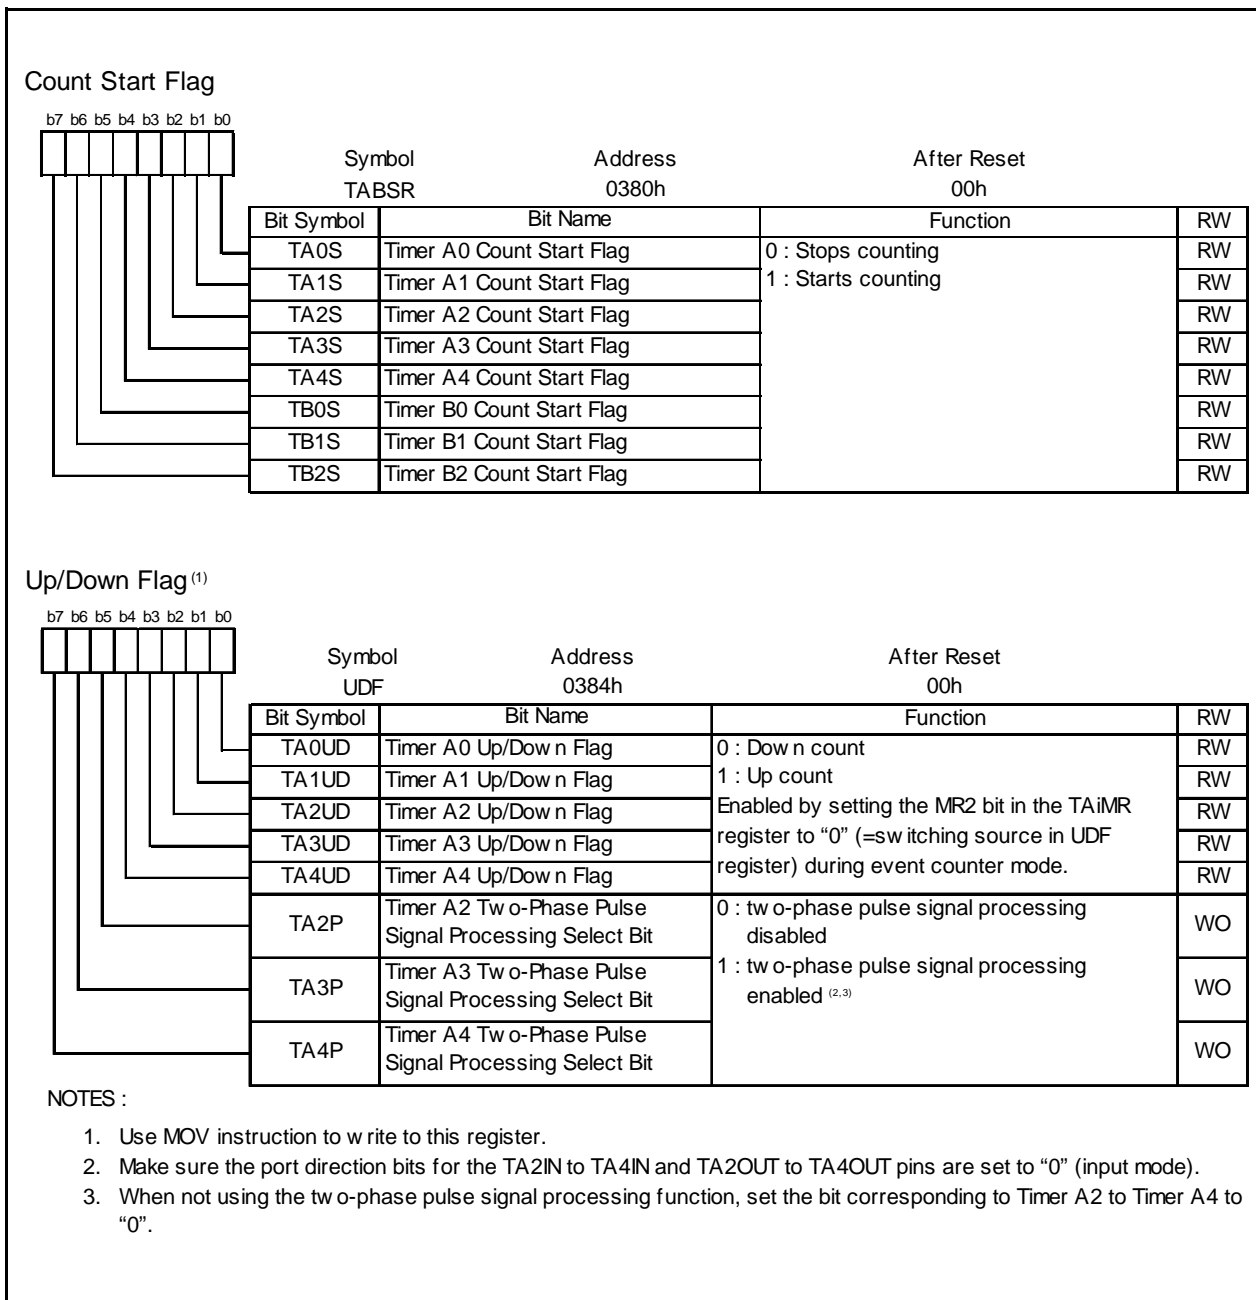 Count Start Flag
b7 b6 b5 b4 b3 b2 b1 b0
Symbol Address After Reset
TABSR 0380h 00h
Bit Symbol Bit Name Function RW
TA0S Timer A0 Count Start Flag 0 : Stops counting RW
TA1S Timer A1 Count Start Flag 1 : Starts counting RW
TA2S Timer A2 Count Start Flag RW
TA3S Timer A3 Count Start Flag RW
TA4S Timer A4 Count Start Flag RW
TB0S Timer B0 Count Start Flag RW
TB1S Timer B1 Count Start Flag RW
TB2S Timer B2 Count Start Flag RW
Up/Down Flag (1)
b7 b6 b5 b4 b3 b2 b1 b0
Symbol Address After Reset
UDF 0384h 00h
Bit Symbol Bit Name Function RW
TA0UD Timer A0 Up/Down Flag 0 : Down count RW
TA1UD Timer A1 Up/Down Flag 1 : Up count RW
TA2UD Timer A2 Up/Down Flag Enabled by setting the MR2 bit in the TAiMR RW
TA3UD Timer A3 Up/Down Flag register to “0” (=switching source in UDF RW
TA4UD Timer A4 Up/Down Flag register) during event counter mode. RW
TA2P Timer A2 Two-Phase Pulse 0 : two-phase pulse signal processing WO
Signal Processing Select Bit disabled
TA3P Timer A3 Two-Phase Pulse 1 : two-phase pulse signal processing WO
Signal Processing Select Bit enabled (2,3)
TA4P Timer A4 Two-Phase Pulse WO
Signal Processing Select Bit
NOTES :
1. Use MOV instruction to write to this register.
2. Make sure the port direction bits for the TA2IN to TA4IN and TA2OUT to TA4OUT pins are set to “0” (input mode).
3. When not using the two-phase pulse signal processing function, set the bit corresponding to Timer A2 to Timer A4 to
“0”.